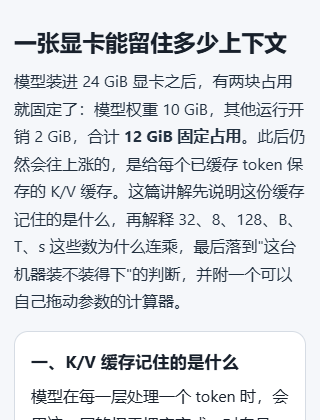 一张显卡能留住多少上下文
模型装进 24 GiB 显卡之后，有两块占用
就固定了：模型权重 10 GiB，其他运行开
销 2 GiB，合计 12 GiB 固定占用。此后仍
然会往上涨的，是给每个已缓存 token 保
存的 K/V 缓存。这篇讲解先说明这份缓存
记住的是什么，再解释 32、8、128、B、
T、s 这些数为什么连乘，最后落到"这台
机器装不装得下"的判断，并附一个可以
自己拖动参数的计算器。
一、K/V 缓存记住的是什么
模型在每一层处理一个 token 时，会